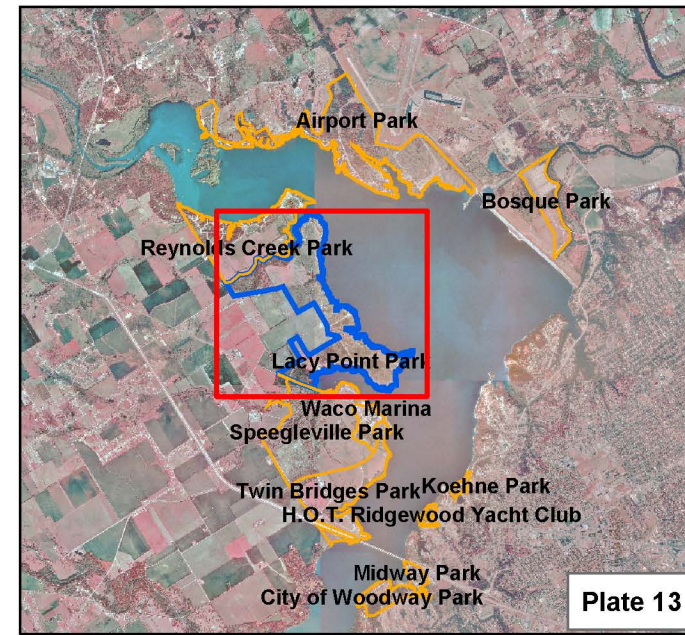 Airport Park
Bosque Park
Reynolds Creek Park
Lacy Point Park
Waco Marina
Speegleville Park
Twin Bridges Park
Koehne Park
H.O.T. Ridgewood Yacht Club
Midway Park
City of Woodway Park
Plate 13